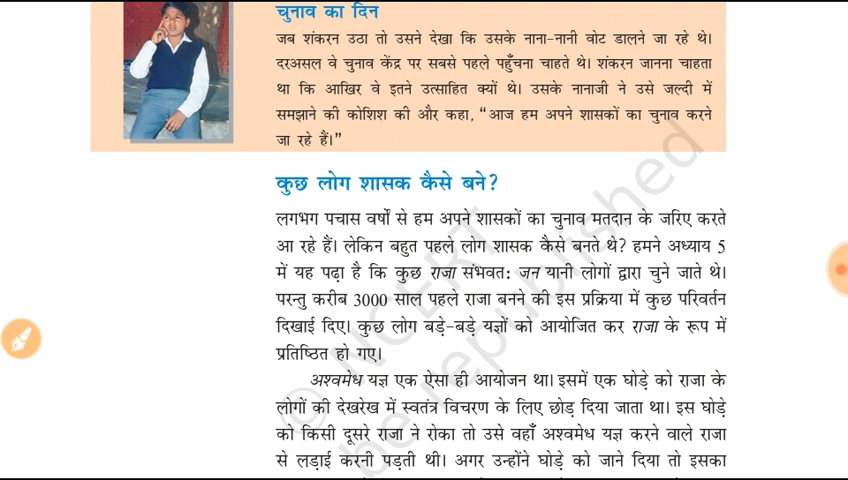 चुनाव का दिन
जब शंकरन उठा तो उसने देखा कि उसके नाना-नानी वोट डालने जा रहे थे।
दरअसल वे चुनाव केंद्र पर सबसे पहले पहुँचना चाहते थे। शंकरन जानना चाहता
था कि आखिर वे इतने उत्साहित क्यों थे। उसके नानाजी ने उसे जल्दी में
समझाने की कोशिश की और कहा, “आज हम अपने शासकों का चुनाव करने
जा रहे हैं।”
कुछ लोग शासक कैसे बने?
लगभग पचास वर्षों से हम अपने शासकों का चुनाव मतदान के जरिए करते
आ रहे हैं। लेकिन बहुत पहले लोग शासक कैसे बनते थे? हमने अध्याय 5
में यह पढ़ा है कि कुछ राजा संभवत: जन यानी लोगों द्वारा चुने जाते थे।
परन्तु करीब 3000 साल पहले राजा बनने की इस प्रक्रिया में कुछ परिवर्तन
दिखाई दिए। कुछ लोग बड़े-बड़े यज्ञों को आयोजित कर राजा के रूप में
प्रतिष्ठित हो गए।
अश्वमेध यज्ञ एक ऐसा ही आयोजन था। इसमें एक घोड़े को राजा के
लोगों की देखरेख में स्वतंत्र विचरण के लिए छोड़ दिया जाता था। इस घोड़े
को किसी दूसरे राजा ने रोका तो उसे वहाँ अश्वमेध यज्ञ करने वाले राजा
से लड़ाई करनी पड़ती थी। अगर उन्होंने घोड़े को जाने दिया तो इसका
© NCERT
be republished